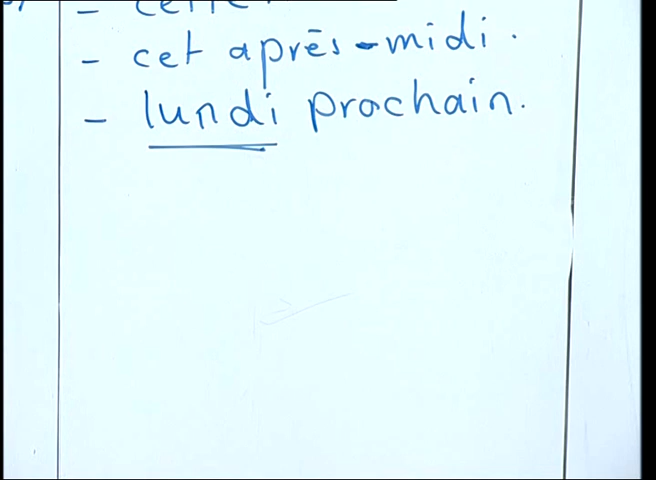 - cet après-midi.
- lundi prochain.